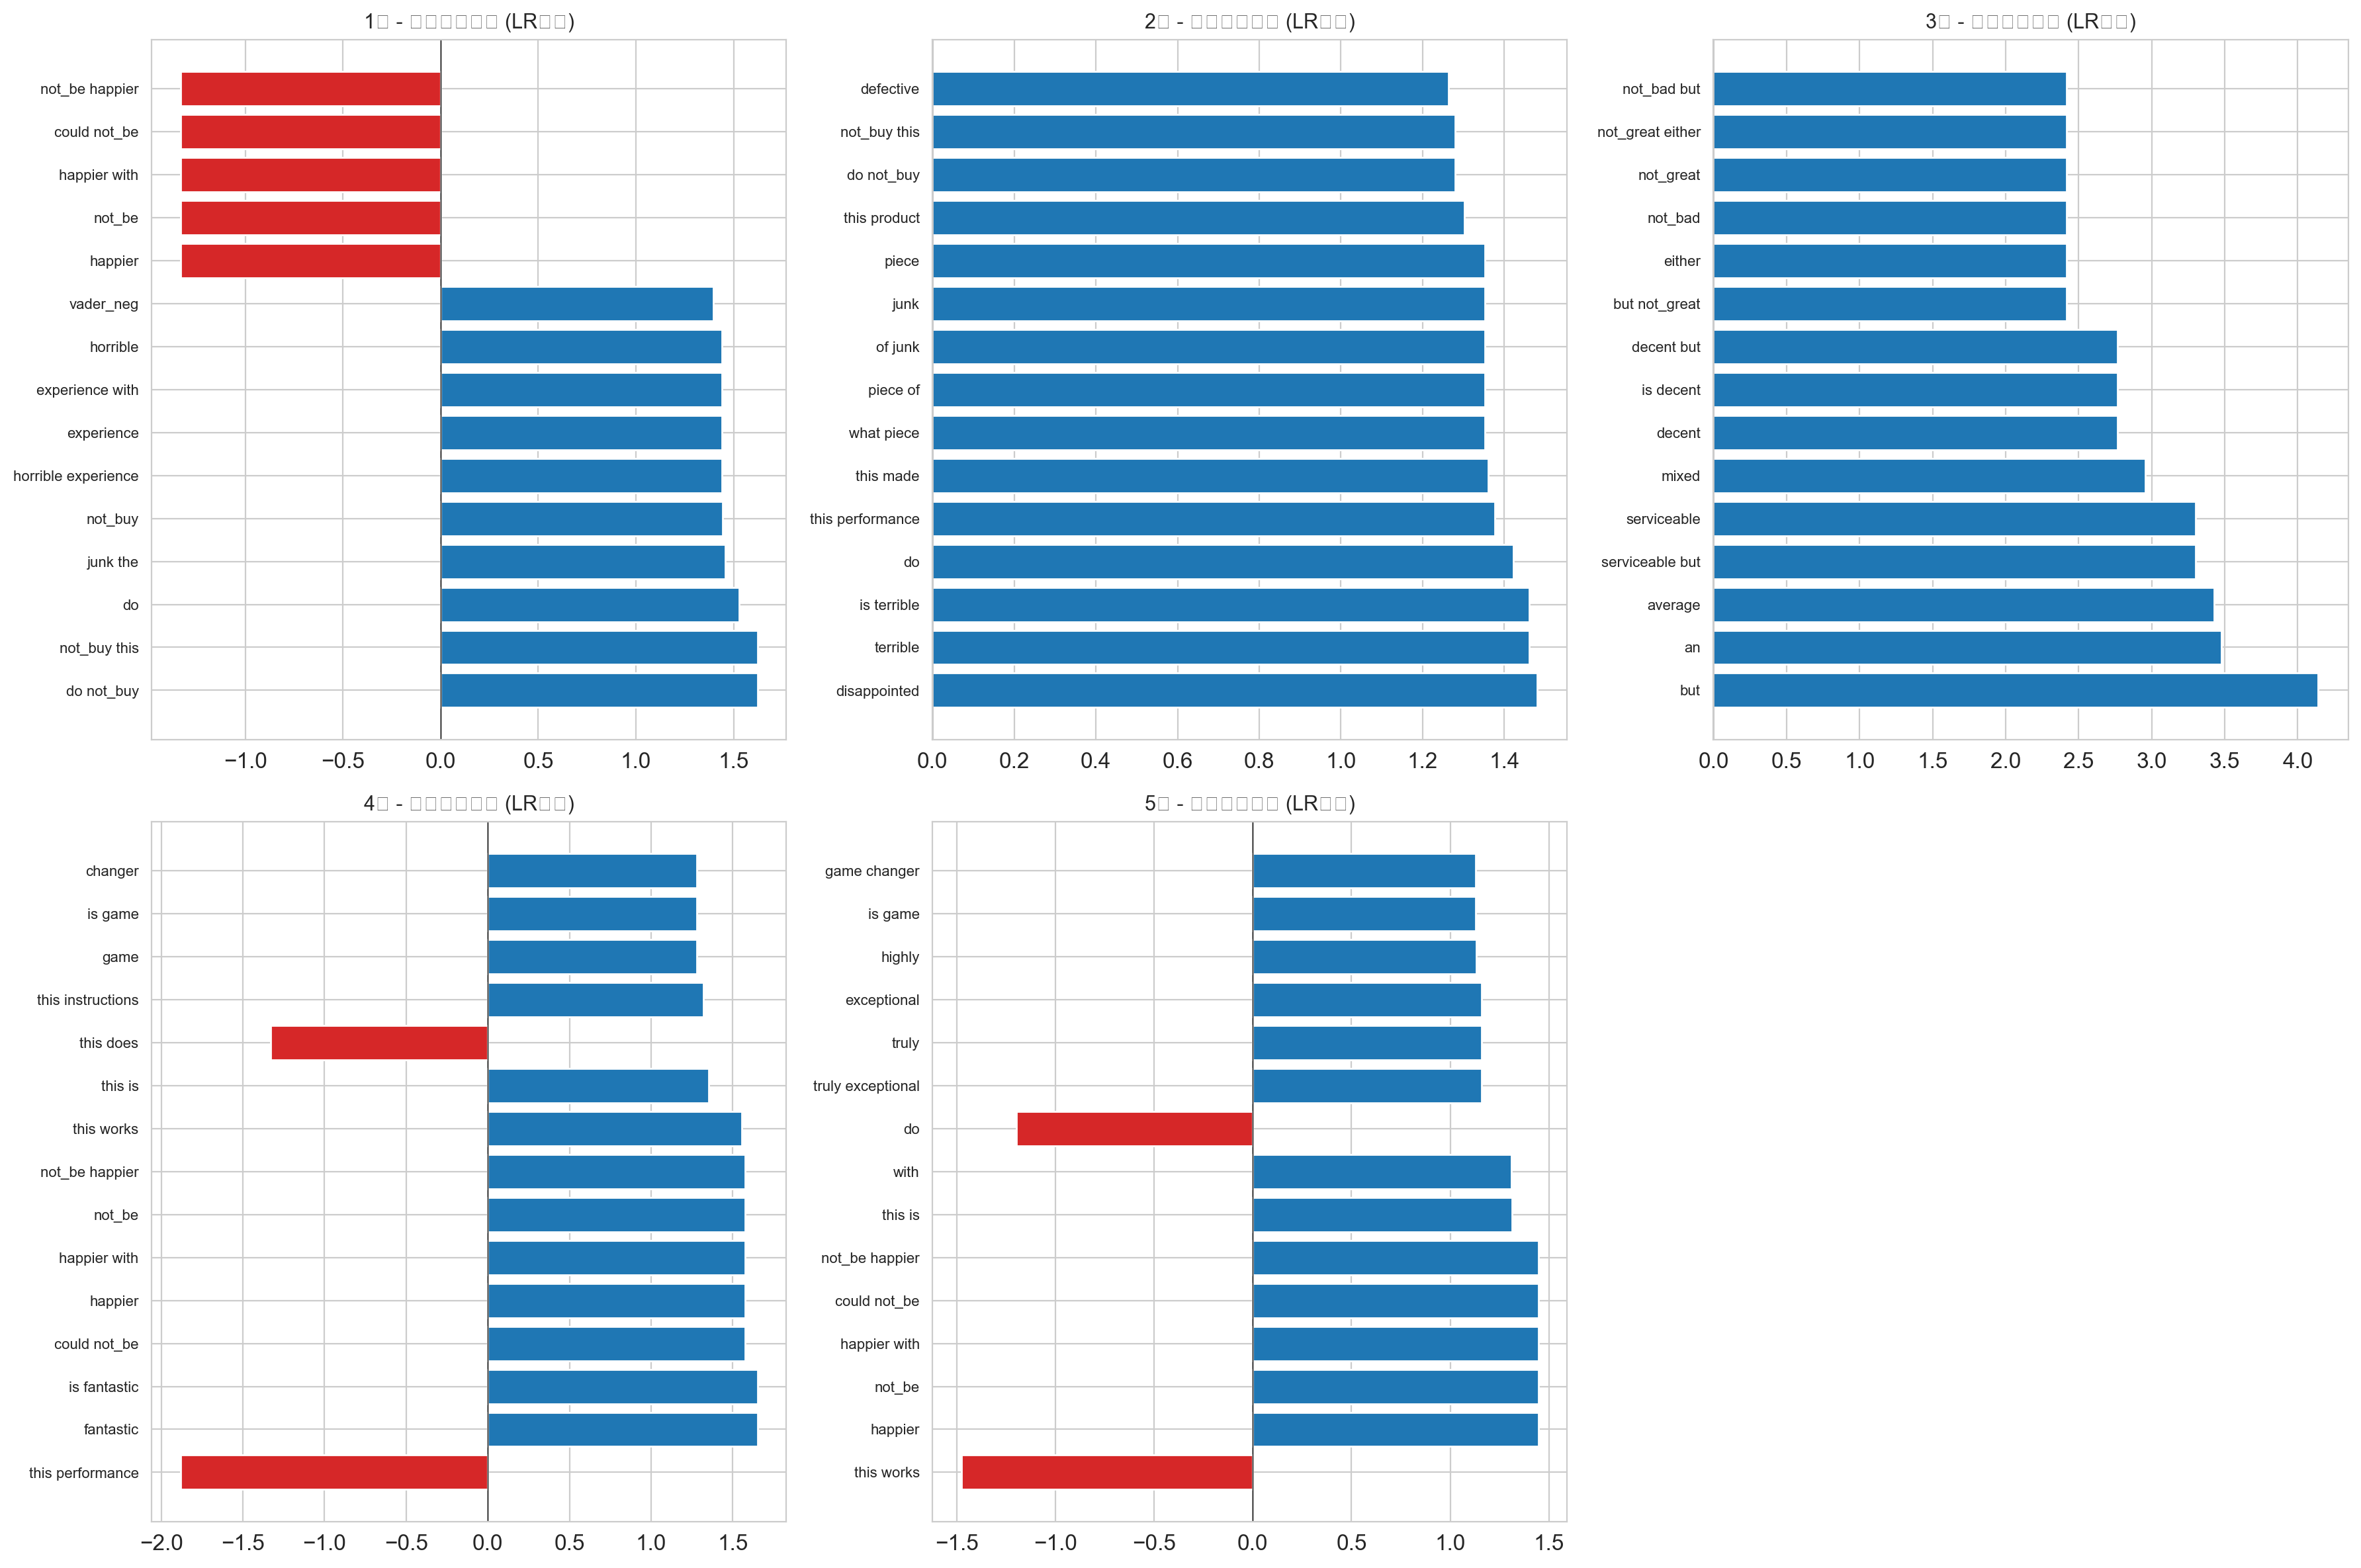 1□ - □□□□□□ (LR□□)
not_be happier
could not_be
happier with
not_be
happier
vader_neg
horrible
experience with
experience
horrible experience
not_buy
junk the
do
not_buy this
do not_buy
−1.0 −0.5 0.0 0.5 1.0 1.5
2□ - □□□□□□ (LR□□)
defective
not_buy this
do not_buy
this product
piece
junk
of junk
piece of
what piece
this made
this performance
do
is terrible
terrible
disappointed
0.0 0.2 0.4 0.6 0.8 1.0 1.2 1.4
3□ - □□□□□□ (LR□□)
not_bad but
not_great either
not_great
not_bad
either
but not_great
decent but
is decent
decent
mixed
serviceable
serviceable but
average
an
but
0.0 0.5 1.0 1.5 2.0 2.5 3.0 3.5 4.0
4□ - □□□□□□ (LR□□)
changer
is game
game
this instructions
this does
this is
this works
not_be happier
not_be
happier with
happier
could not_be
is fantastic
fantastic
this performance
−2.0 −1.5 −1.0 −0.5 0.0 0.5 1.0 1.5
5□ - □□□□□□ (LR□□)
game changer
is game
highly
exceptional
truly
truly exceptional
do
with
this is
not_be happier
could not_be
happier with
not_be
happier
this works
−1.5 −1.0 −0.5 0.0 0.5 1.0 1.5